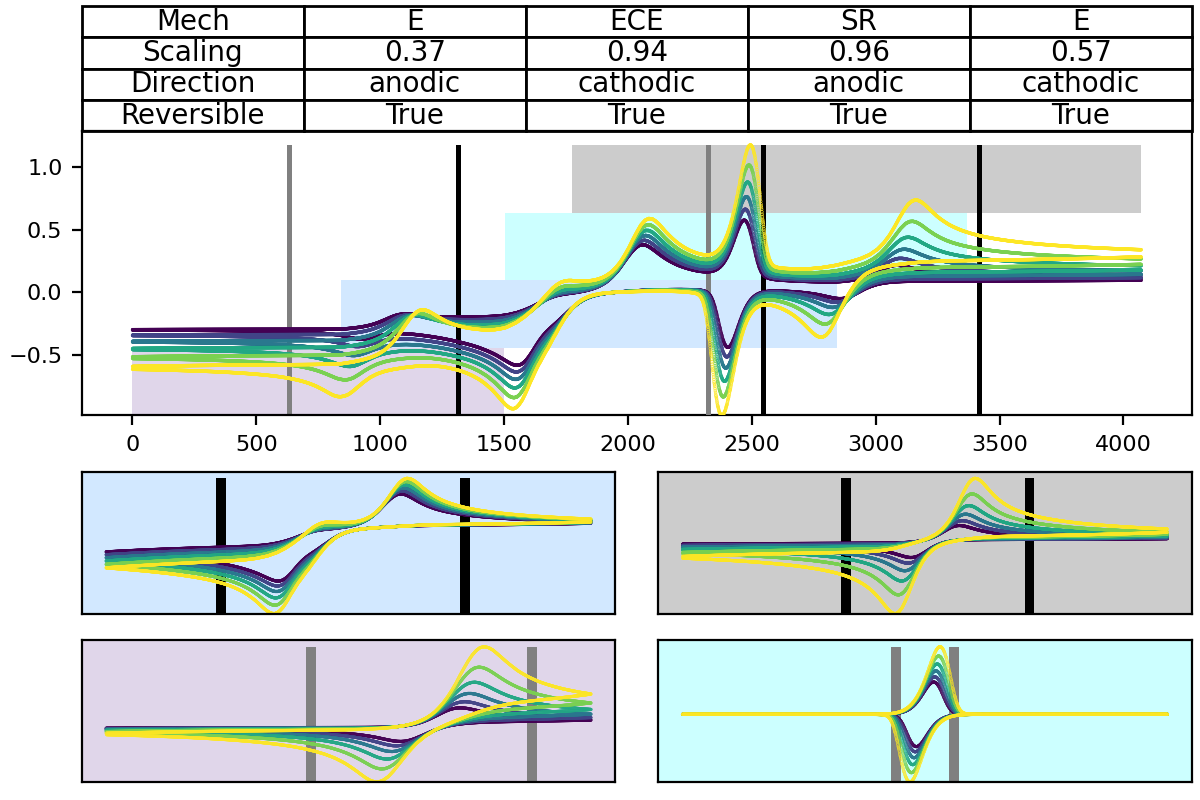 Mech E ECE SR E
Scaling 0.37 0.94 0.96 0.57
Direction anodic cathodic anodic cathodic
Reversible True True True True
1.0
0.5
0.0
−0.5
0 500 1000 1500 2000 2500 3000 3500 4000